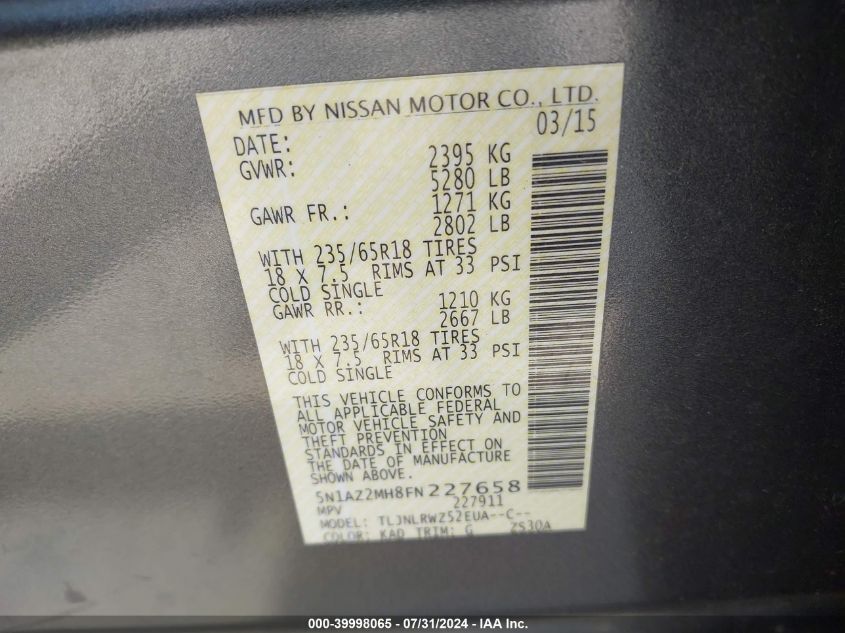 MFD BY NISSAN MOTOR CO., LTD.
DATE: 03/15
GVWR: 2395 KG
5280 LB
GAWR FR.: 1271 KG
2802 LB
WITH 235/65R18 TIRES
18 X 7.5 RIMS AT 33 PSI
COLD SINGLE
GAWR RR.: 1210 KG
2667 LB
WITH 235/65R18 TIRES
18 X 7.5 RIMS AT 33 PSI
COLD SINGLE
THIS VEHICLE CONFORMS TO
ALL APPLICABLE FEDERAL
MOTOR VEHICLE SAFETY AND
THEFT PREVENTION
STANDARDS IN EFFECT ON
THE DATE OF MANUFACTURE
SHOWN ABOVE.
5N1AZ2MH8FN227658
MPV 227911
MODEL: TLJNLRWZ52EUA--C--
COLOR: KAD TRIM: G Z530A
000-39998065 - 07/31/2024 - IAA Inc.